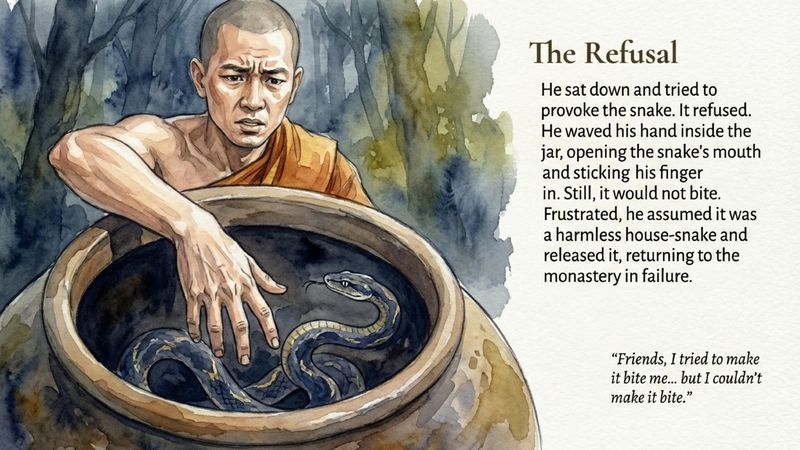 The Refusal
He sat down and tried to
provoke the snake. It refused.
He waved his hand inside the
jar, opening the snake's mouth
and sticking his finger
in. Still, it would not bite.
Frustrated, he assumed it was
a harmless house-snake and
released it, returning to the
monastery in failure.
“Friends, I tried to make
it bite me... but I couldn’t
make it bite.”